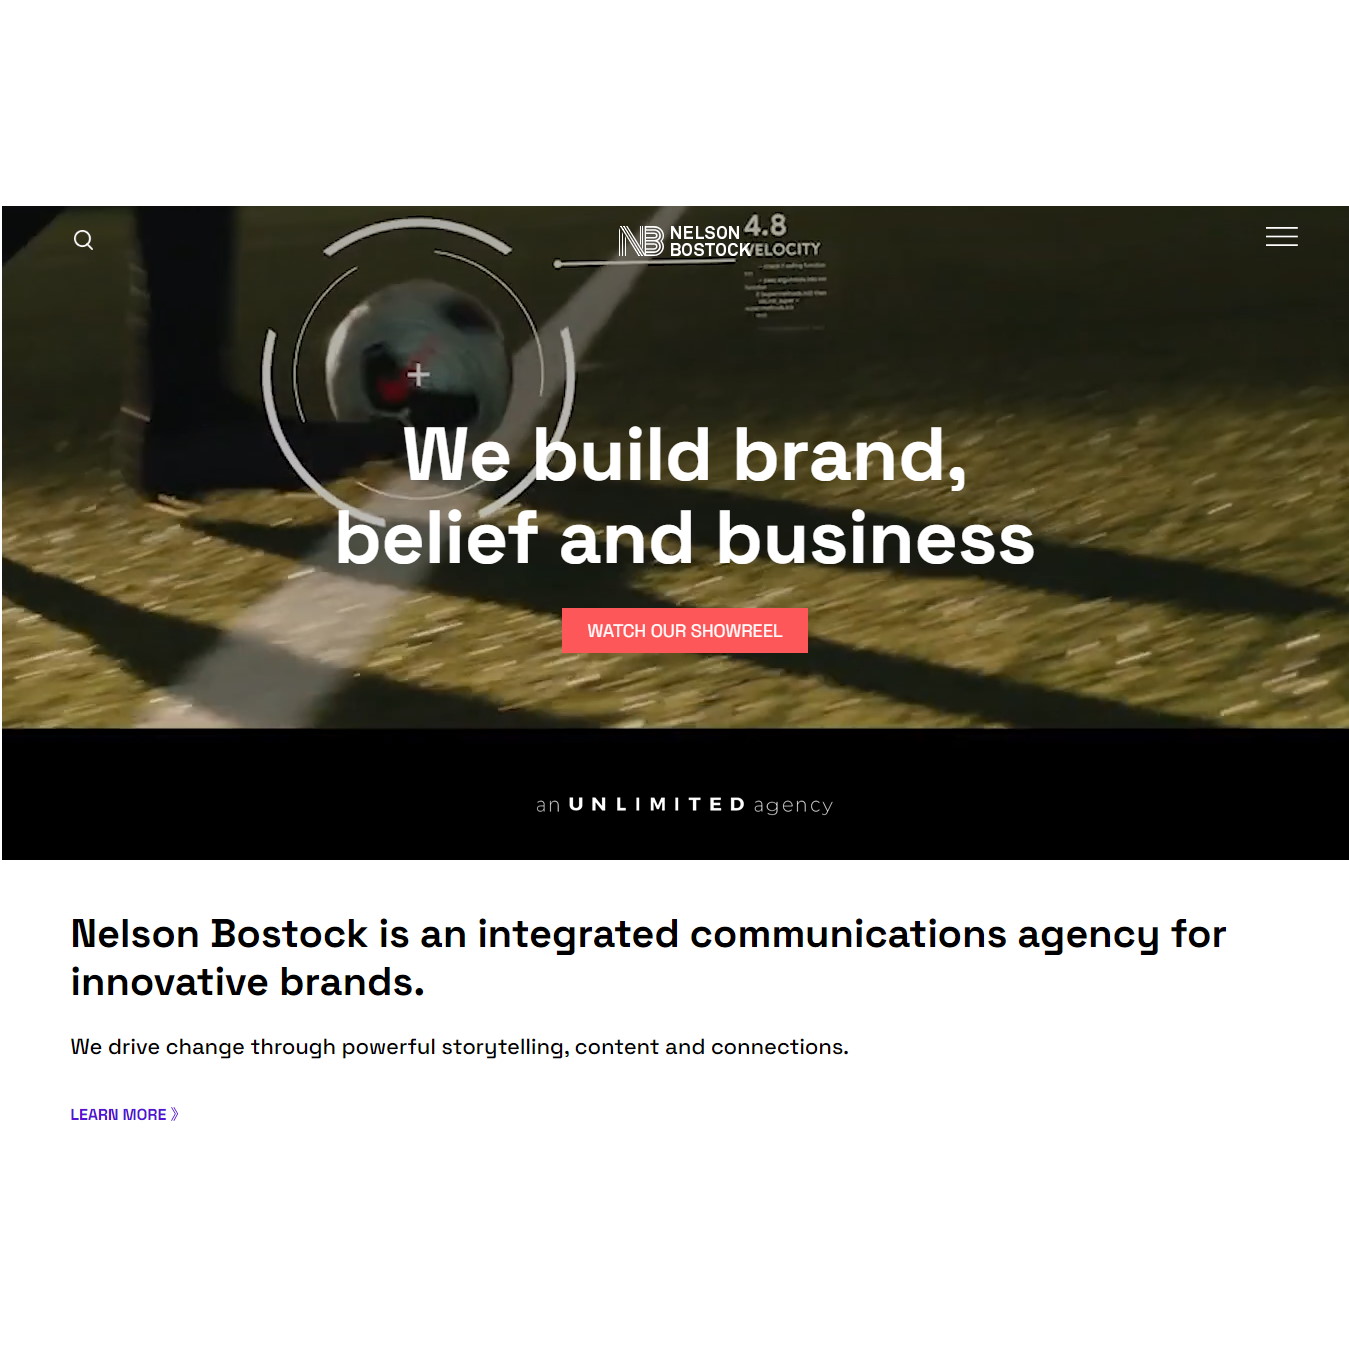 NELSON
BOSTOCK
4.8
VELOCITY
We build brand,
belief and business
WATCH OUR SHOWREEL
an UNLIMITED agency
Nelson Bostock is an integrated communications agency for
innovative brands.
We drive change through powerful storytelling, content and connections.
LEARN MORE 》